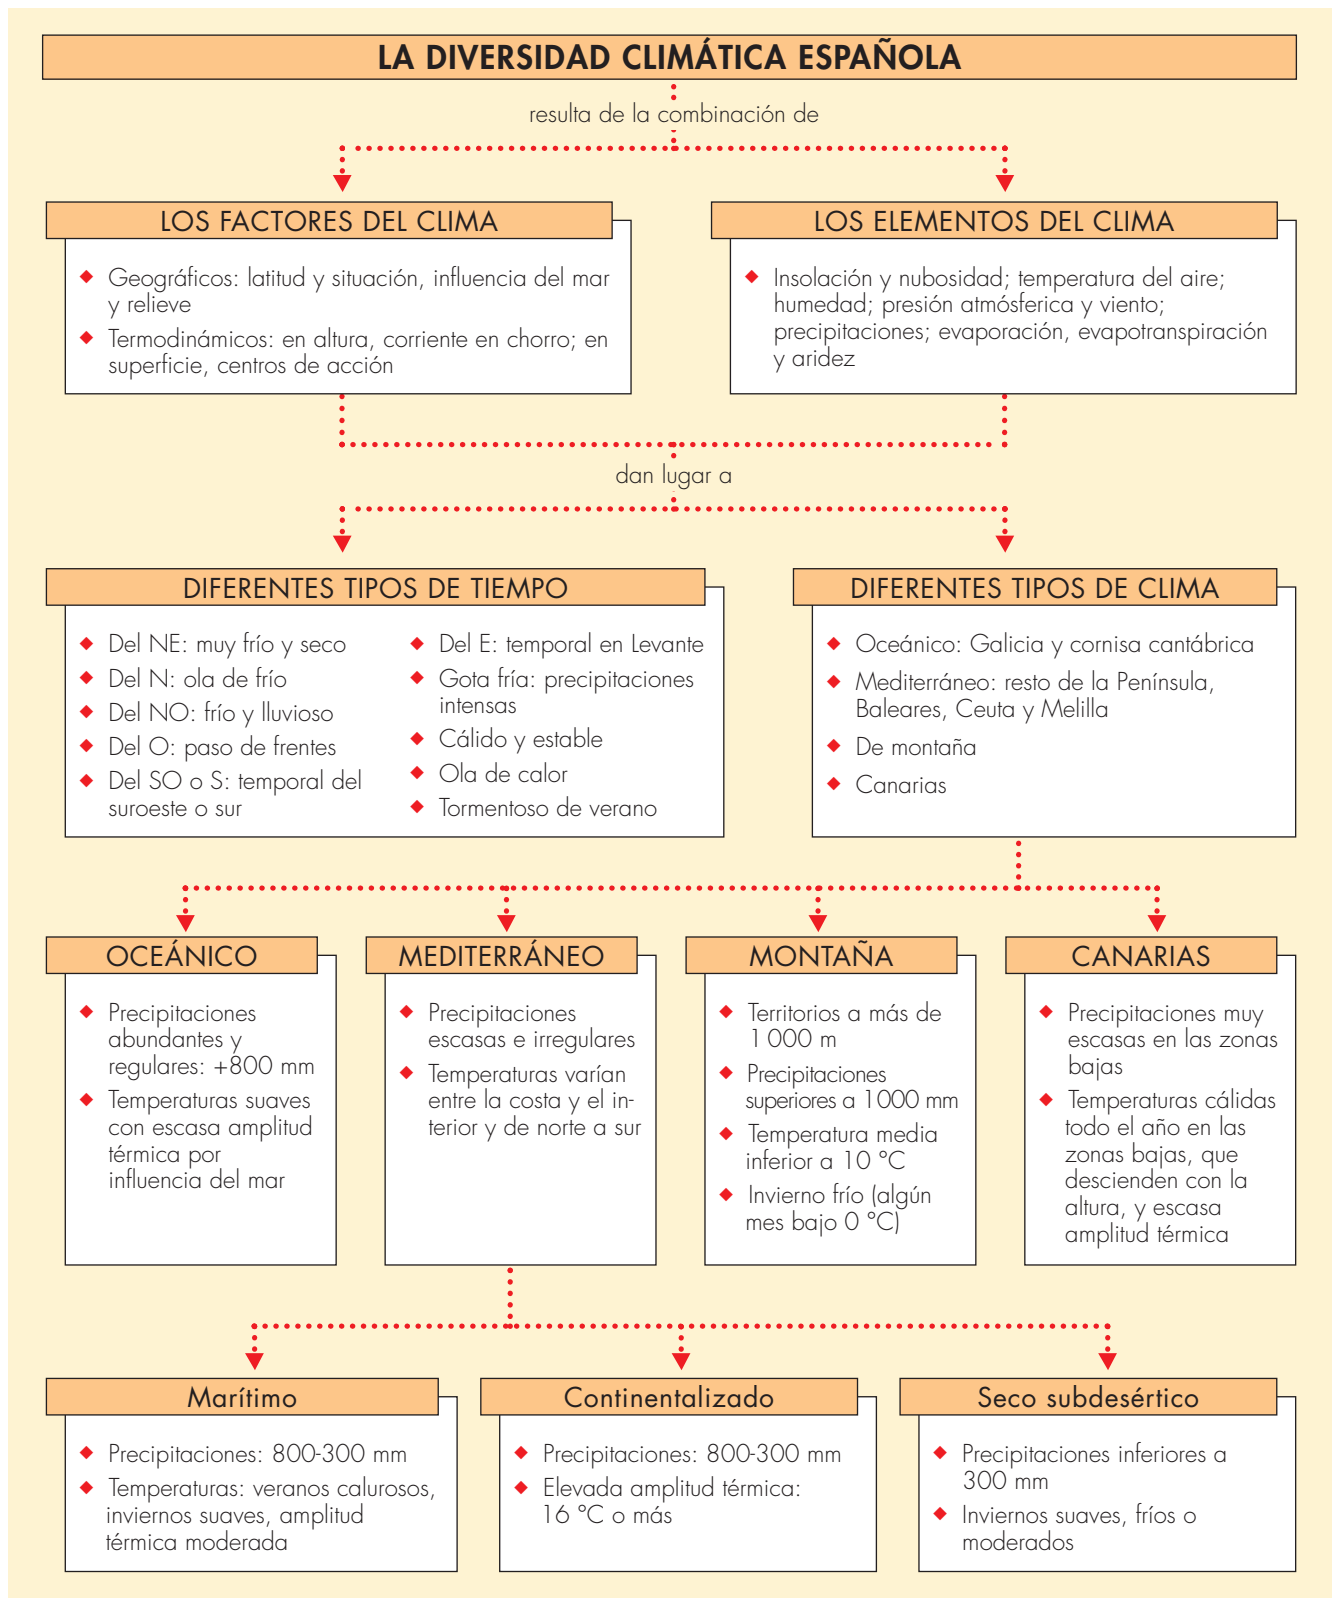 LA DIVERSIDAD CLIMÁTICA ESPAÑOLA
resulta de la combinación de
LOS FACTORES DEL CLIMA
Geográficos: latitud y situación, influencia del mar
y relieve
Termodinámicos: en altura, corriente en chorro; en
superficie, centros de acción
LOS ELEMENTOS DEL CLIMA
Insolación y nubosidad; temperatura del aire;
humedad; presión atmósferica y viento;
precipitaciones; evaporación, evapotranspiración
y aridez
dan lugar a
DIFERENTES TIPOS DE TIEMPO
Del NE: muy frío y seco
Del N: ola de frío
Del NO: frío y lluvioso
Del O: paso de frentes
Del SO o S: temporal del
suroeste o sur
Del E: temporal en Levante
Gota fría: precipitaciones
intensas
Cálido y estable
Ola de calor
Tormentoso de verano
DIFERENTES TIPOS DE CLIMA
Oceánico: Galicia y cornisa cantábrica
Mediterráneo: resto de la Península,
Baleares, Ceuta y Melilla
De montaña
Canarias
OCEÁNICO
Precipitaciones
abundantes y
regulares: +800 mm
Temperaturas suaves
con escasa amplitud
térmica por
influencia del mar
MEDITERRÁNEO
Precipitaciones
escasas e irregulares
Temperaturas varían
entre la costa y el in-
terior y de norte a sur
MONTAÑA
Territorios a más de
1 000 m
Precipitaciones
superiores a 1000 mm
Temperatura media
inferior a 10 °C
Invierno frío (algún
mes bajo 0 °C)
CANARIAS
Precipitaciones muy
escasas en las zonas
bajas
Temperaturas cálidas
todo el año en las
zonas bajas, que
descienden con la
altura, y escasa
amplitud térmica
Marítimo
Precipitaciones: 800-300 mm
Temperaturas: veranos calurosos,
inviernos suaves, amplitud
térmica moderada
Continentalizado
Precipitaciones: 800-300 mm
Elevada amplitud térmica:
16 °C o más
Seco subdesértico
Precipitaciones inferiores a
300 mm
Inviernos suaves, fríos o
moderados